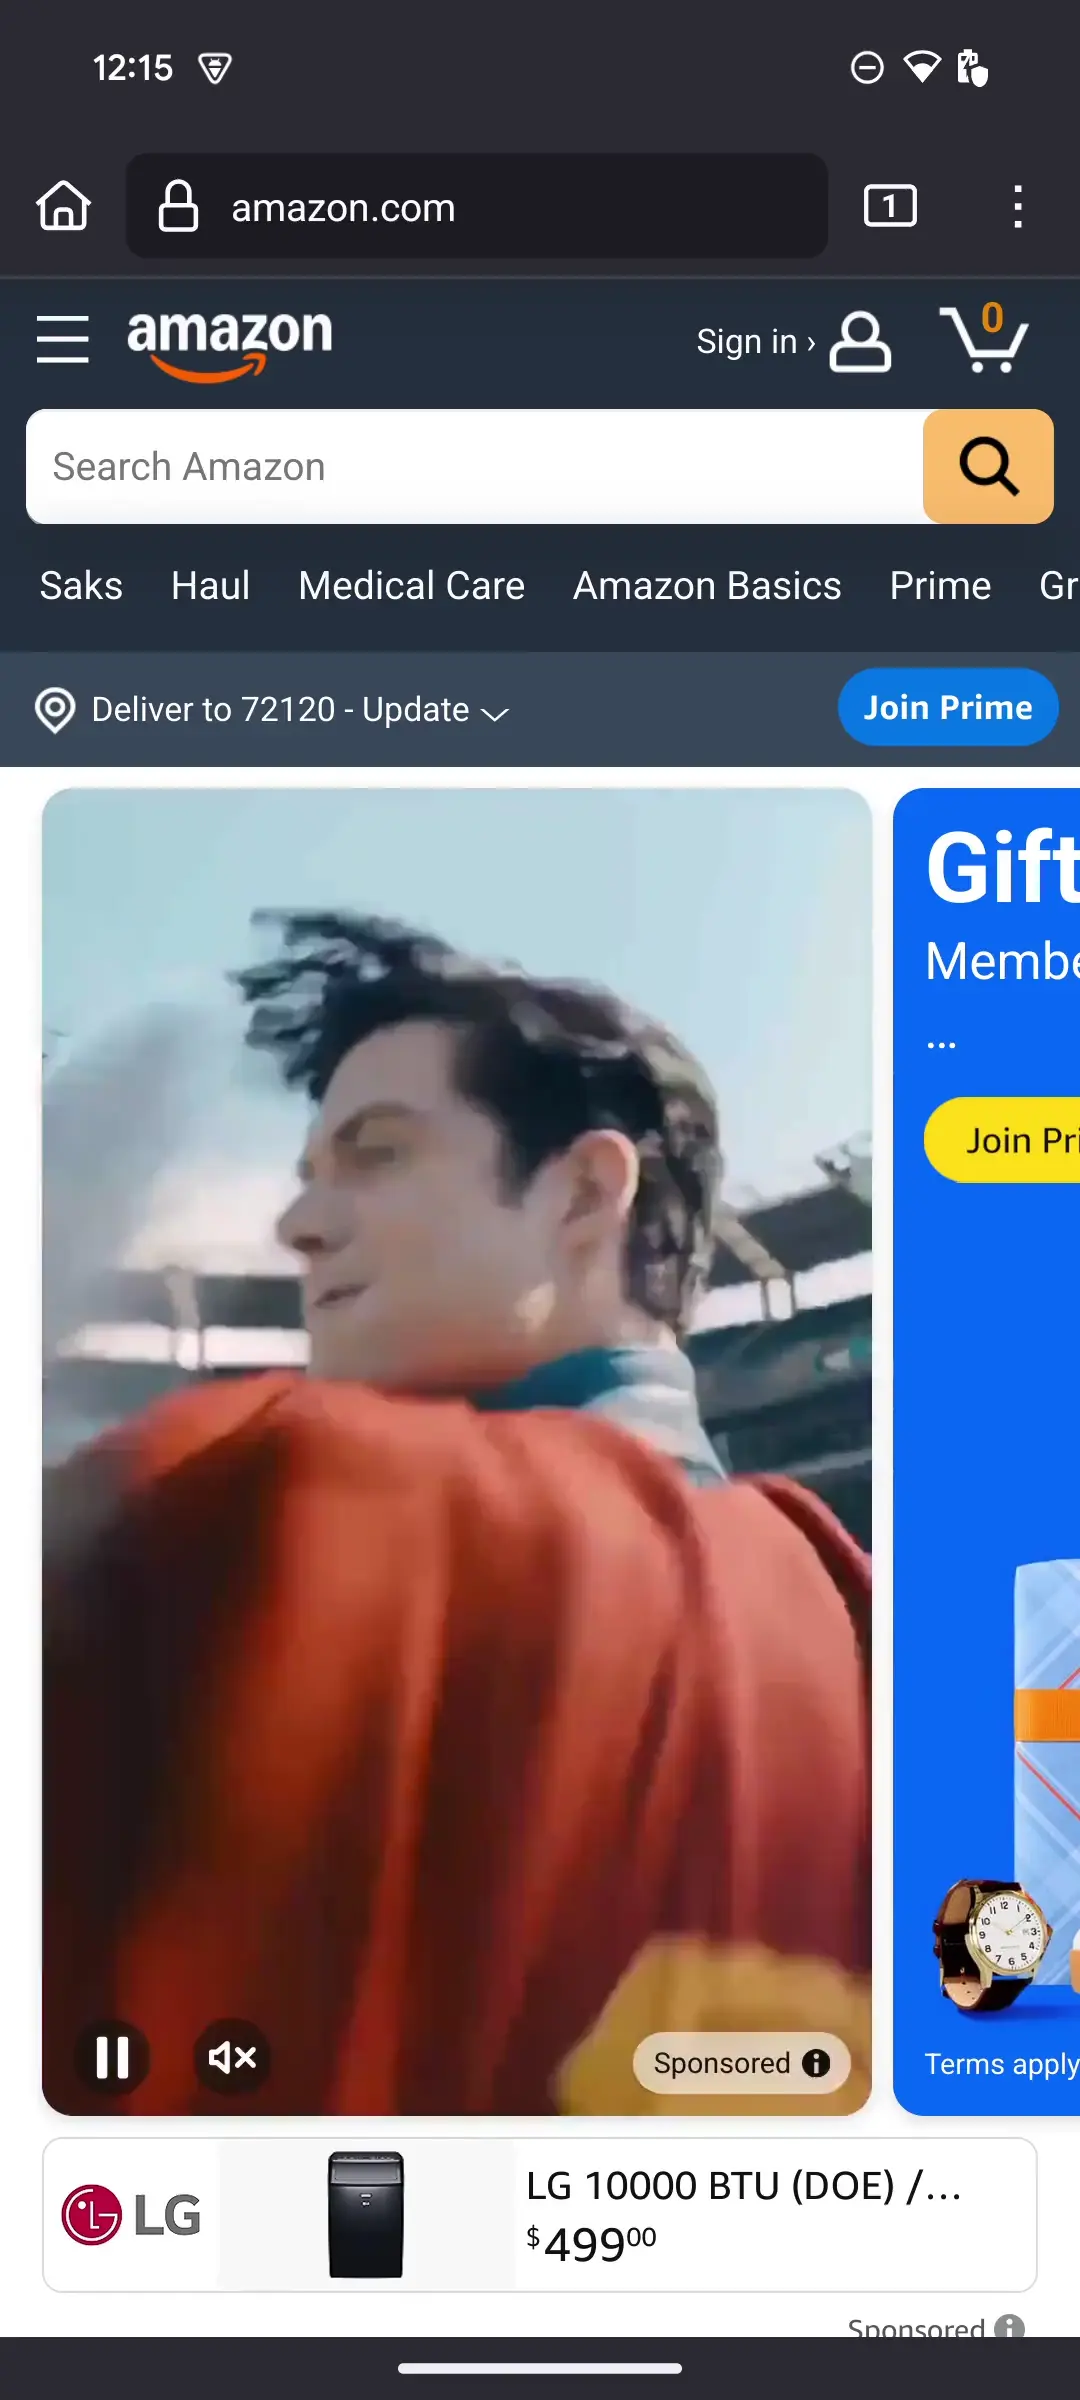 12:15
amazon.com
1
amazon
Sign in ›
0
Search Amazon
Saks Haul Medical Care Amazon Basics Prime Gr
Deliver to 72120 - Update
Join Prime
Gift
Membe
...
Join Pri
Sponsored
Terms apply
LG
LG 10000 BTU (DOE) /...
$49900
Sponsored